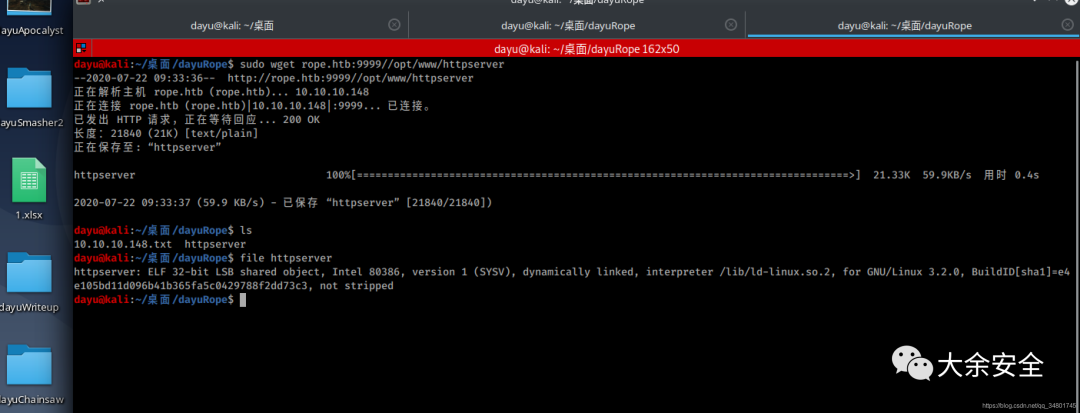 dayu@kali: ~/桌面/dayuRope
dayu@kali: ~/桌面
dayu@kali: ~/桌面/dayuRope
dayu@kali: ~/桌面/dayuRope
dayu@kali: ~/桌面/dayuRope 162x50
ayuApocalyst
ayuSmasher2
1.xlsx
dayuWriteup
ayuChainsaw
dayu@kali:~/桌面/dayuRope$ sudo wget rope.htb:9999//opt/www/httpserver
--2020-07-22 09:33:36-- http://rope.htb:9999//opt/www/httpserver
正在解析主机 rope.htb (rope.htb)... 10.10.10.148
正在连接 rope.htb (rope.htb)|10.10.10.148|:9999... 已连接。
已发出 HTTP 请求，正在等待回应... 200 OK
长度：21840 (21K) [text/plain]
正在保存至: “httpserver”
httpserver 100%[================================================================================>] 21.33K 59.9KB/s 用时 0.4s
2020-07-22 09:33:37 (59.9 KB/s) - 已保存 “httpserver” [21840/21840])
dayu@kali:~/桌面/dayuRope$ ls
10.10.10.148.txt httpserver
dayu@kali:~/桌面/dayuRope$ file httpserver
httpserver: ELF 32-bit LSB shared object, Intel 80386, version 1 (SYSV), dynamically linked, interpreter /lib/ld-linux.so.2, for GNU/Linux 3.2.0, BuildID[sha1]=e4
e105bd11d096b41b365fa5c0429788f2dd73c3, not stripped
dayu@kali:~/桌面/dayuRope$
大余安全
https://blog.csdn.net/qq_34801745